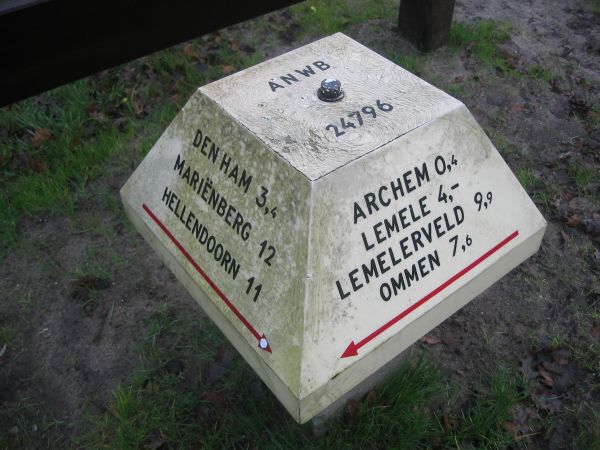 ANWB
24796
DEN HAM 3,4
MARIËNBERG 12
HELLENDOORN 11
ARCHEM 0,4
LEMELE 4,-
LEMELERVELD 9,9
OMMEN 7,6